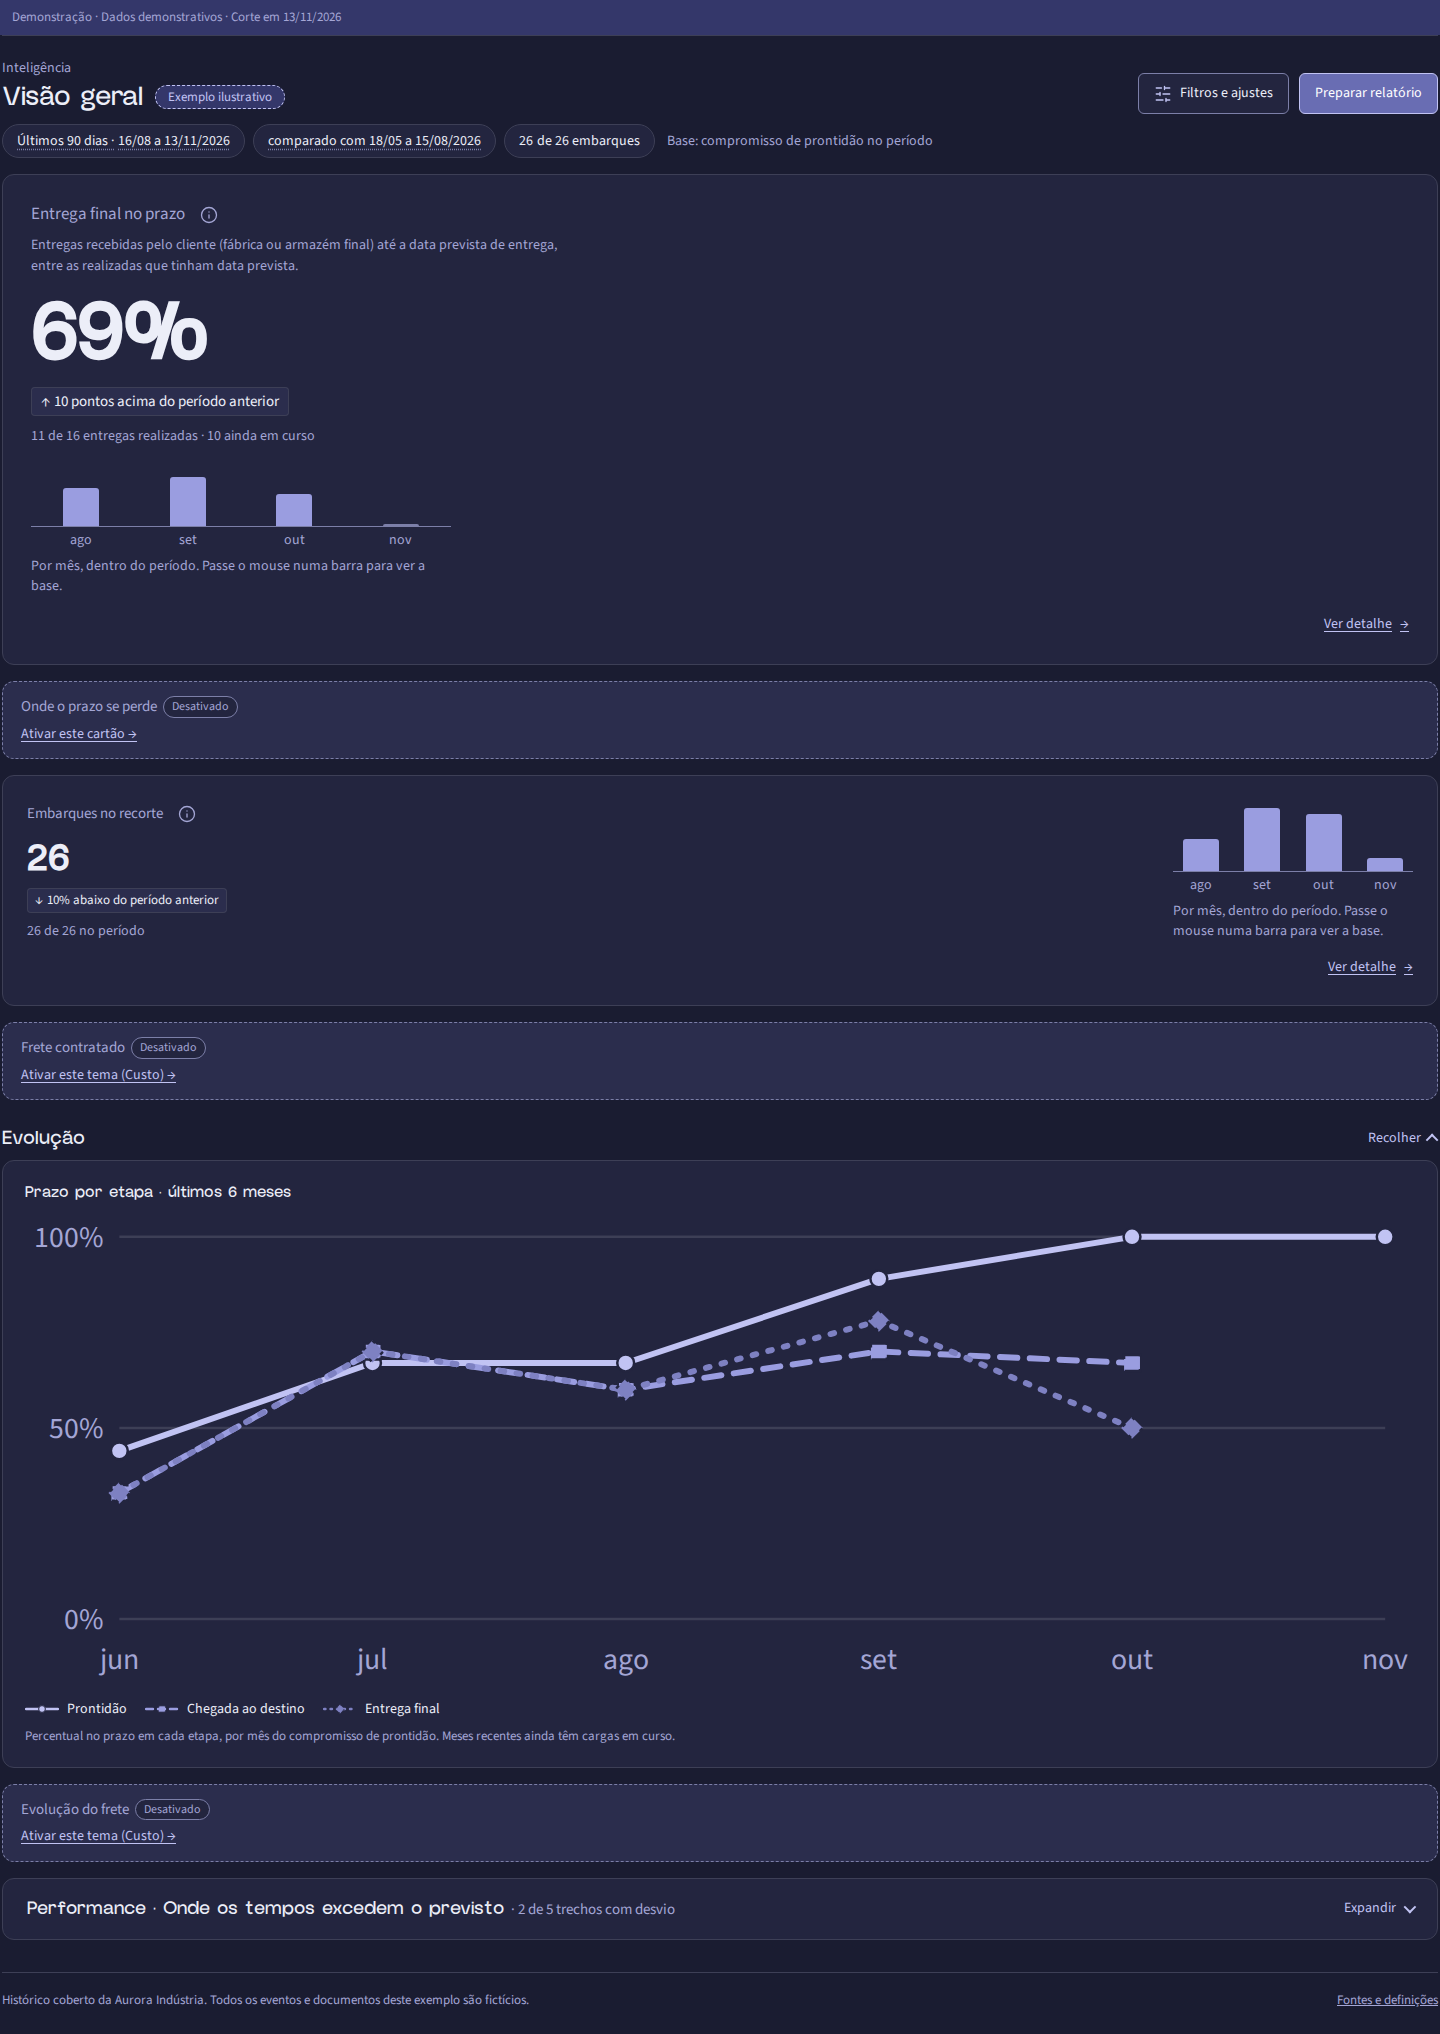 Demonstração · Dados demonstrativos · Corte em 13/11/2026
Inteligência
Visão geral
Exemplo ilustrativo
Filtros e ajustes
Preparar relatório
Últimos 90 dias · 16/08 a 13/11/2026
comparado com 18/05 a 15/08/2026
26 de 26 embarques
Base: compromisso de prontidão no período
Entrega final no prazo
Entregas recebidas pelo cliente (fábrica ou armazém final) até a data prevista de entrega,
entre as realizadas que tinham data prevista.
69%
↑ 10 pontos acima do período anterior
11 de 16 entregas realizadas · 10 ainda em curso
ago set out nov
Por mês, dentro do período. Passe o mouse numa barra para ver a
base.
Ver detalhe →
Onde o prazo se perde Desativado
Ativar este cartão →
Embarques no recorte
26
↓ 10% abaixo do período anterior
26 de 26 no período
ago set out nov
Por mês, dentro do período. Passe o
mouse numa barra para ver a base.
Ver detalhe →
Frete contratado Desativado
Ativar este tema (Custo) →
Evolução
Recolher
Prazo por etapa · últimos 6 meses
100%
50%
0%
jun jul ago set out nov
Prontidão Chegada ao destino Entrega final
Percentual no prazo em cada etapa, por mês do compromisso de prontidão. Meses recentes ainda têm cargas em curso.
Evolução do frete Desativado
Ativar este tema (Custo) →
Performance · Onde os tempos excedem o previsto · 2 de 5 trechos com desvio
Expandir
Histórico coberto da Aurora Indústria. Todos os eventos e documentos deste exemplo são fictícios.
Fontes e definições